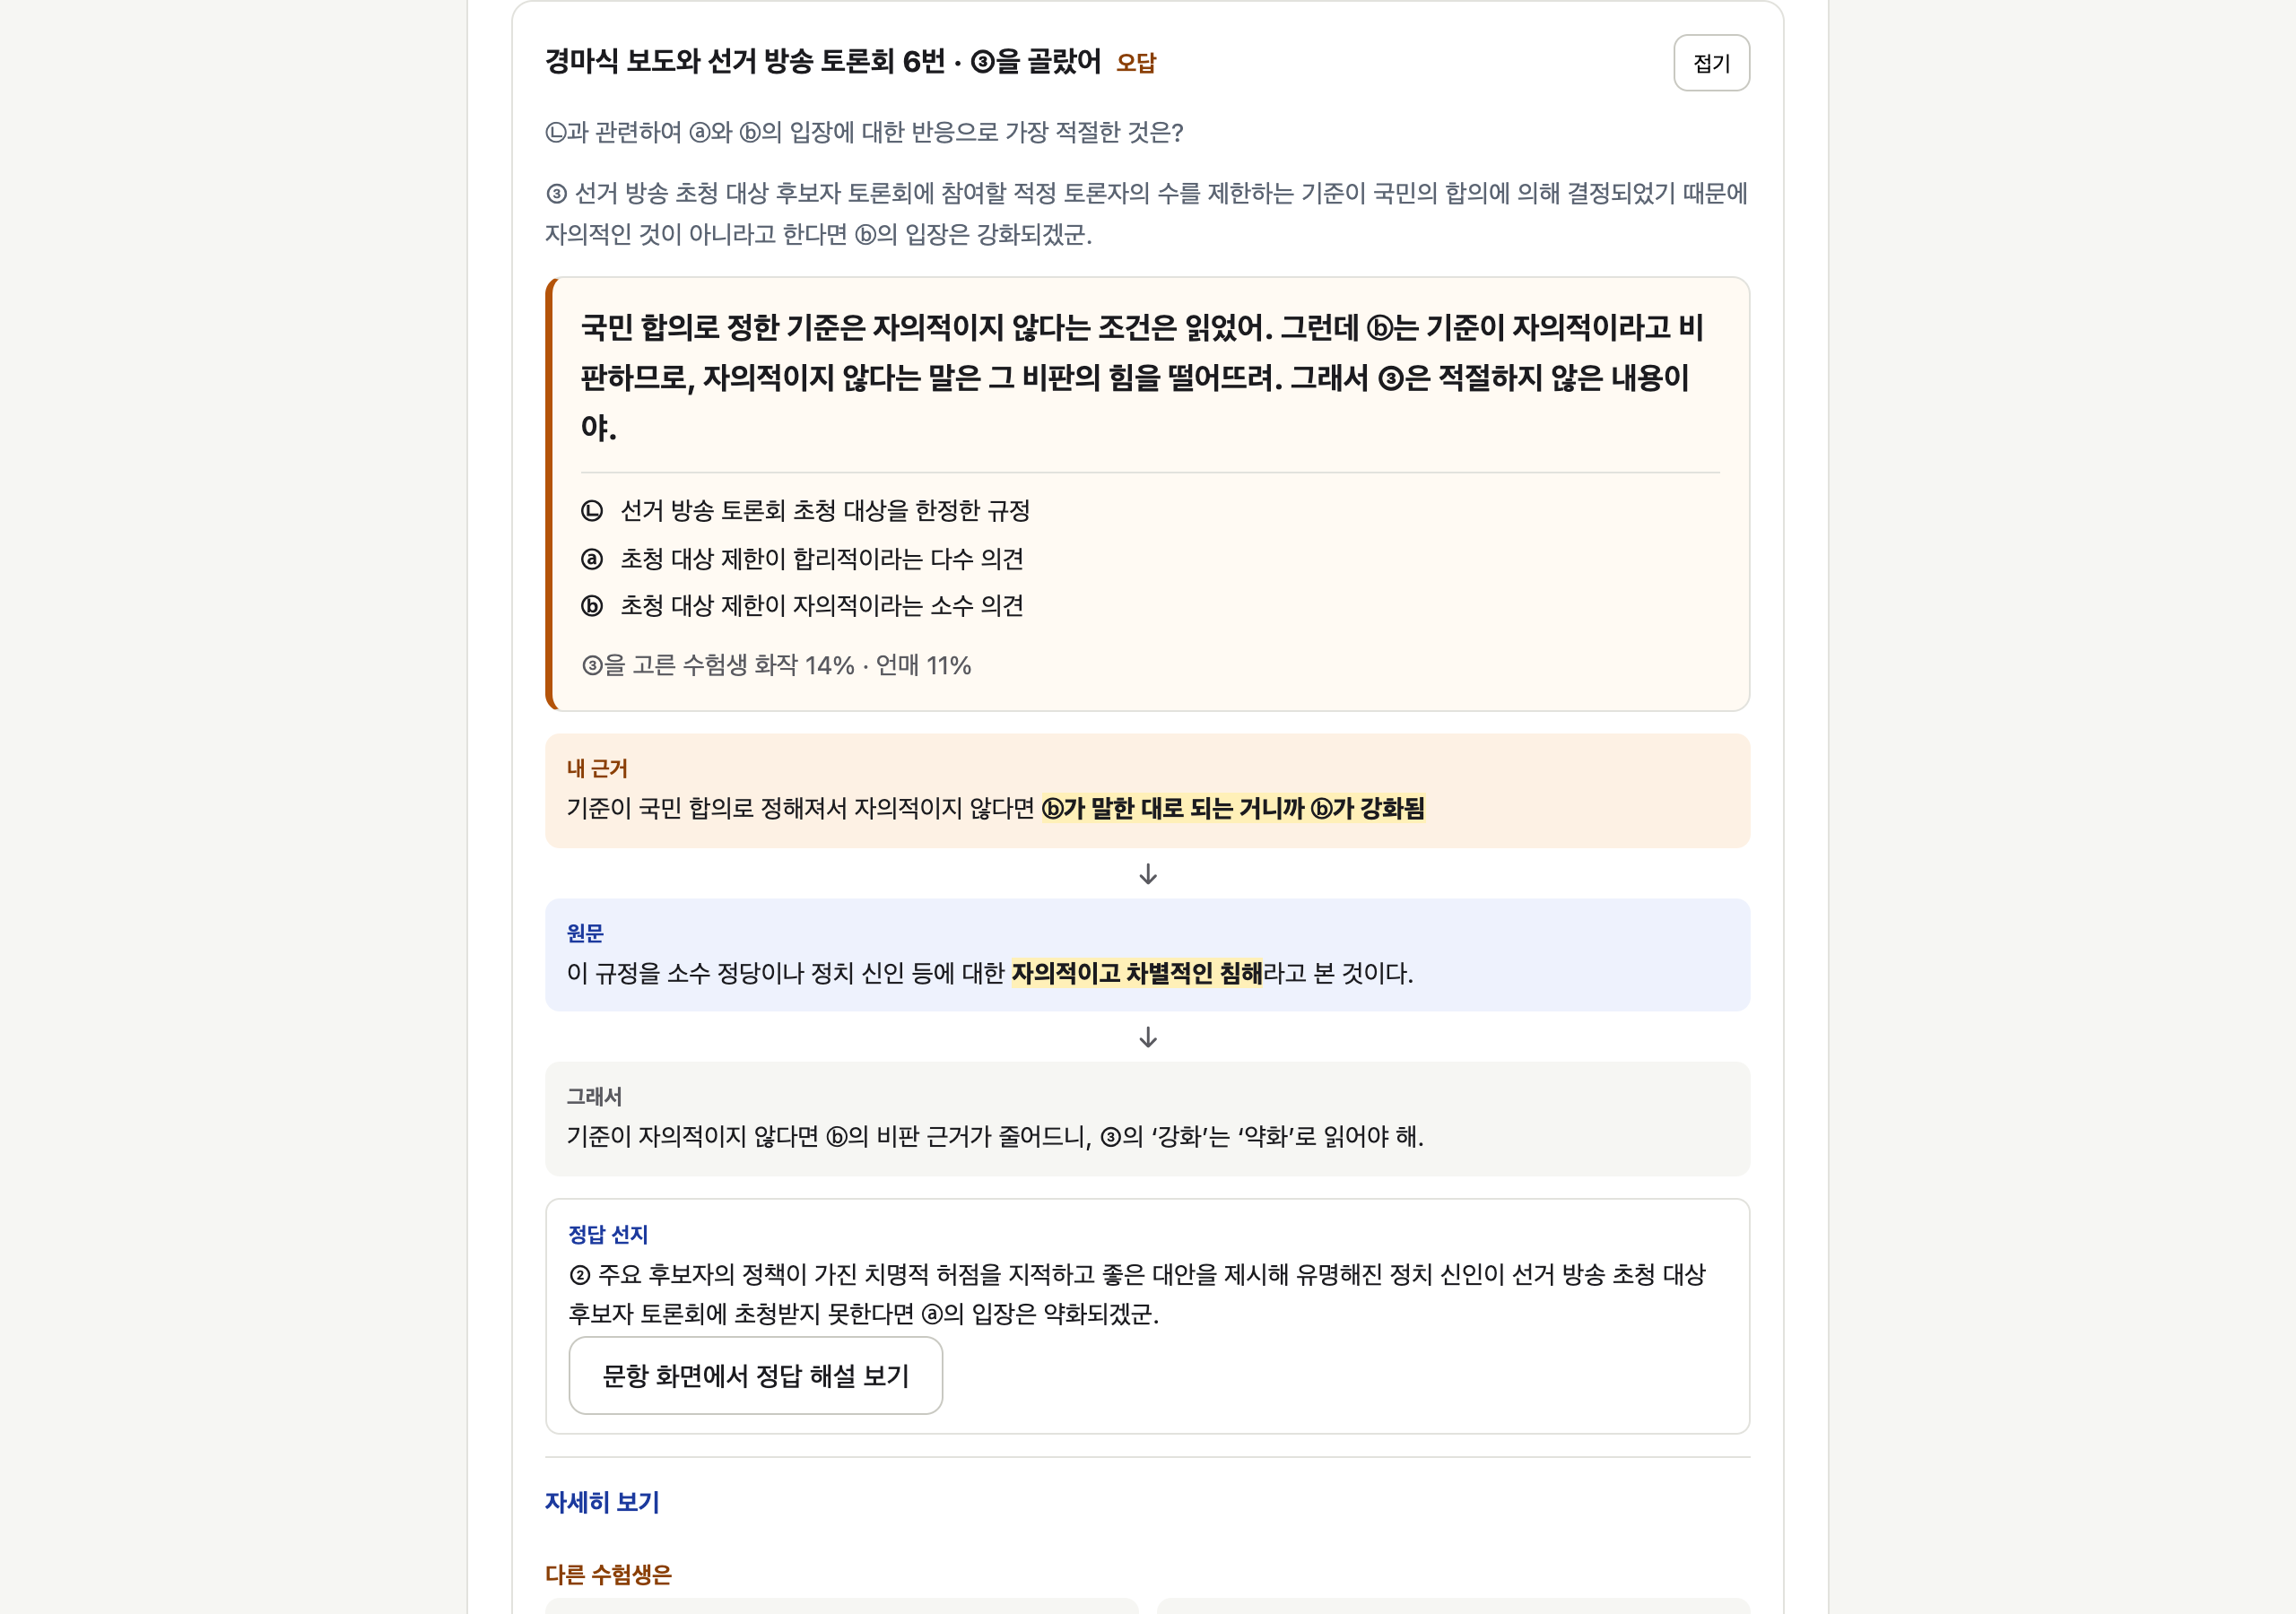 경마식 보도와 선거 방송 토론회 6번 · ③을 골랐어 오답
접기
㉡과 관련하여 ⓐ와 ⓑ의 입장에 대한 반응으로 가장 적절한 것은?
③ 선거 방송 초청 대상 후보자 토론회에 참여할 적정 토론자의 수를 제한하는 기준이 국민의 합의에 의해 결정되었기 때문에
자의적인 것이 아니라고 한다면 ⓑ의 입장은 강화되겠군.
국민 합의로 정한 기준은 자의적이지 않다는 조건은 읽었어. 그런데 ⓑ는 기준이 자의적이라고 비
판하므로, 자의적이지 않다는 말은 그 비판의 힘을 떨어뜨려. 그래서 ③은 적절하지 않은 내용이
야.
㉡ 선거 방송 토론회 초청 대상을 한정한 규정
ⓐ 초청 대상 제한이 합리적이라는 다수 의견
ⓑ 초청 대상 제한이 자의적이라는 소수 의견
③을 고른 수험생 화작 14% · 언매 11%
내 근거
기준이 국민 합의로 정해져서 자의적이지 않다면 ⓑ가 말한 대로 되는 거니까 ⓑ가 강화됨
↓
원문
이 규정을 소수 정당이나 정치 신인 등에 대한 자의적이고 차별적인 침해라고 본 것이다.
↓
그래서
기준이 자의적이지 않다면 ⓑ의 비판 근거가 줄어드니, ③의 ‘강화’는 ‘약화’로 읽어야 해.
정답 선지
② 주요 후보자의 정책이 가진 치명적 허점을 지적하고 좋은 대안을 제시해 유명해진 정치 신인이 선거 방송 초청 대상
후보자 토론회에 초청받지 못한다면 ⓐ의 입장은 약화되겠군.
문항 화면에서 정답 해설 보기
자세히 보기
다른 수험생은